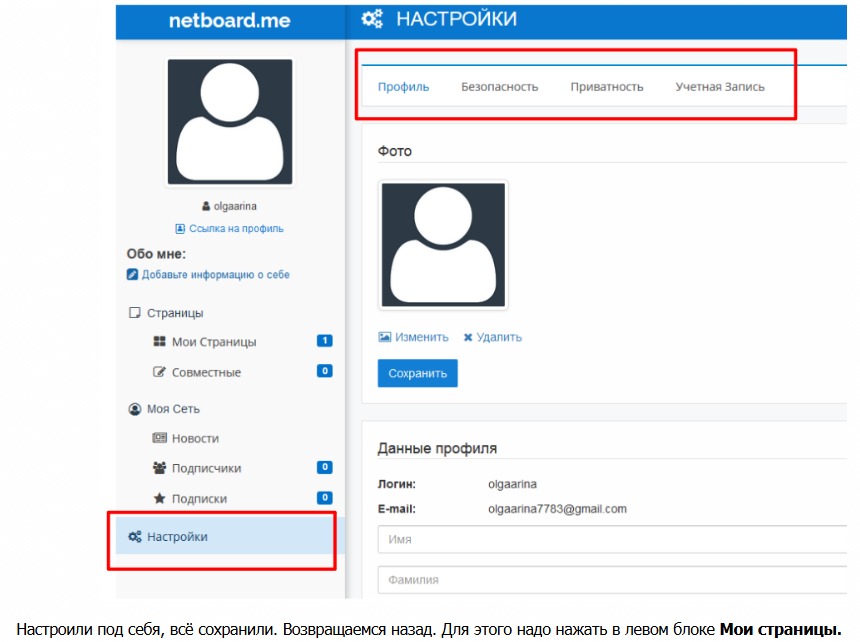 netboard.me
НАСТРОЙКИ
Профиль Безопасность Приватность Учетная Запись
olgaarina
Ссылка на профиль
Обо мне:
Добавьте информацию о себе
Страницы
Мои Страницы 1
Совместные 0
Моя Сеть
Новости
Подписчики 0
Подписки 0
Настройки
Фото
Изменить Удалить
Сохранить
Данные профиля
Логин: olgaarina
E-mail: olgaarina7783@gmail.com
Имя
Фамилия
Настроили под себя, всё сохранили. Возвращаемся назад. Для этого надо нажать в левом блоке Мои страницы.